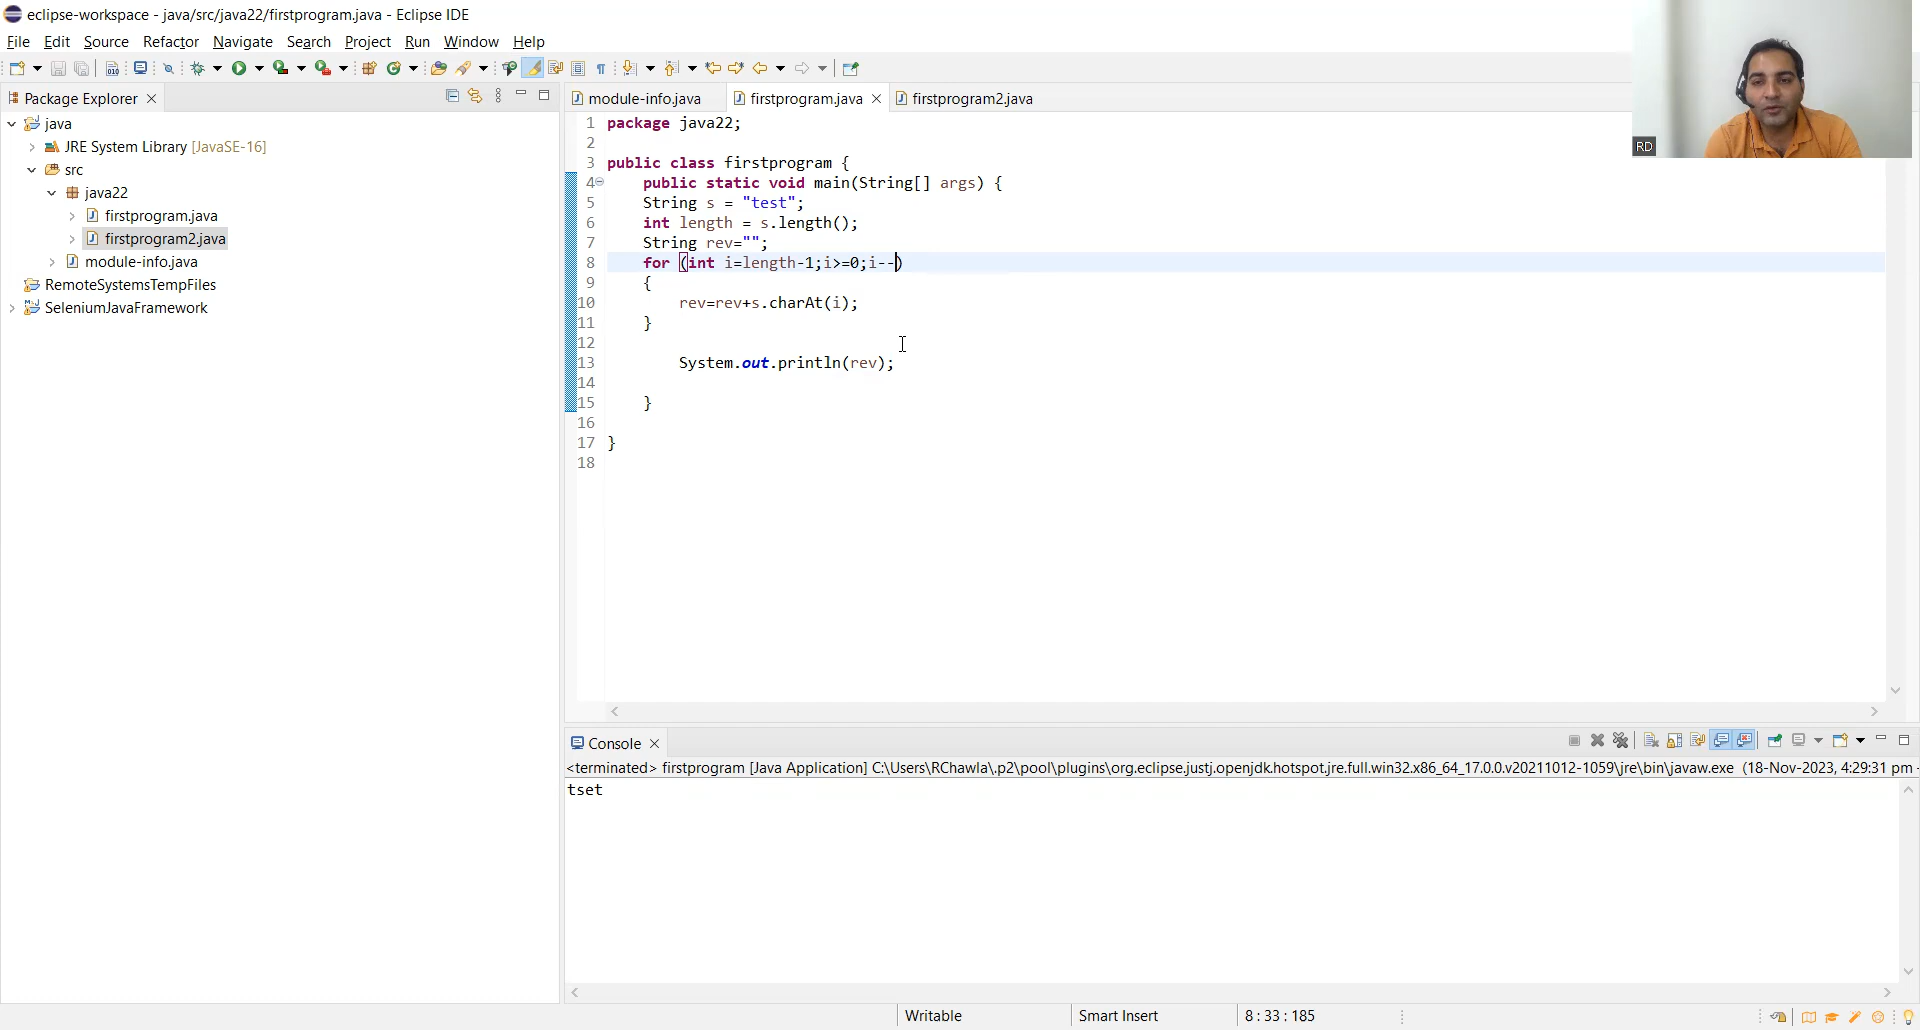 eclipse-workspace - java/src/java22/firstprogram.java - Eclipse IDE
File Edit Source Refactor Navigate Search Project Run Window Help
Package Explorer
module-info.java firstprogram.java firstprogram2.java
java
JRE System Library [JavaSE-16]
src
java22
firstprogram.java
firstprogram2.java
module-info.java
RemoteSystemsTempFiles
SeleniumJavaFramework
1 package java22;
2
3 public class firstprogram {
4 public static void main(String[] args) {
5 String s = "test";
6 int length = s.length();
7 String rev="";
8 for (int i=length-1;i>=0;i--)
9 {
10 rev=rev+s.charAt(i);
11 }
12
13 System.out.println(rev);
14
15 }
16
17 }
18
RD
Console
<terminated> firstprogram [Java Application] C:\Users\RChawla\.p2\pool\plugins\org.eclipse.justj.openjdk.hotspot.jre.full.win32.x86_64_17.0.0.v20211012-1059\jre\bin\javaw.exe (18-Nov-2023, 4:29:31 pm -
tset
Writable Smart Insert 8 : 33 : 185